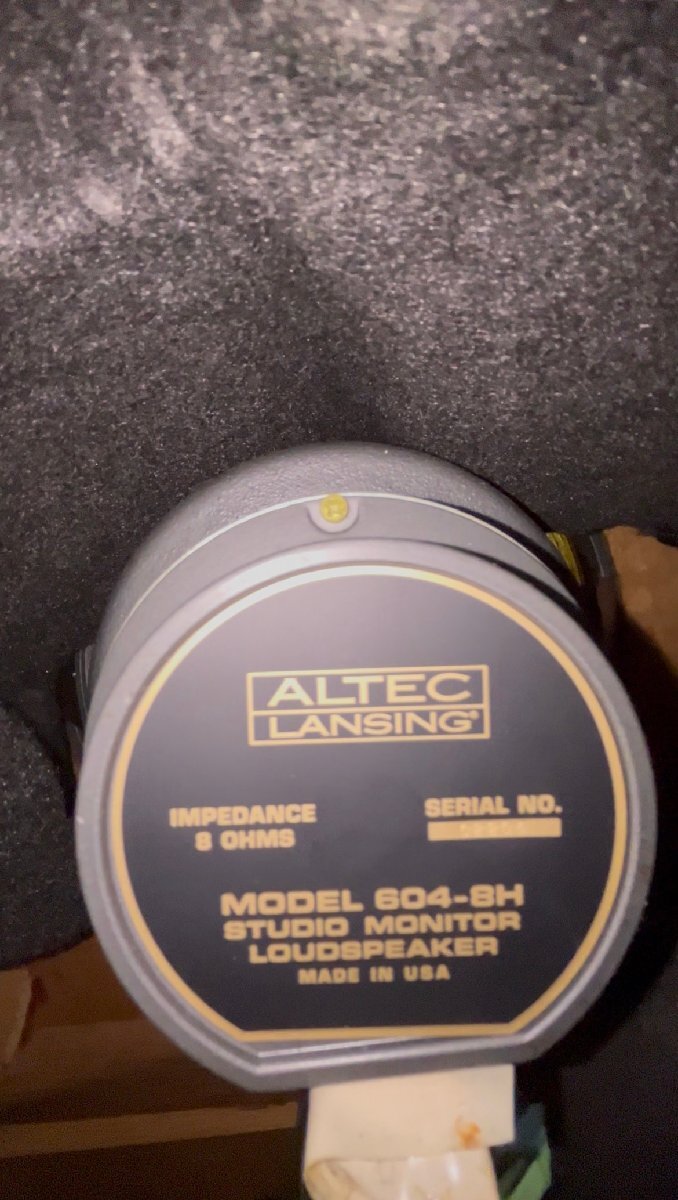 ALTEC
LANSING®
IMPEDANCE
8 OHMS
SERIAL NO.
MODEL 604-8H
STUDIO MONITOR
LOUDSPEAKER
MADE IN USA